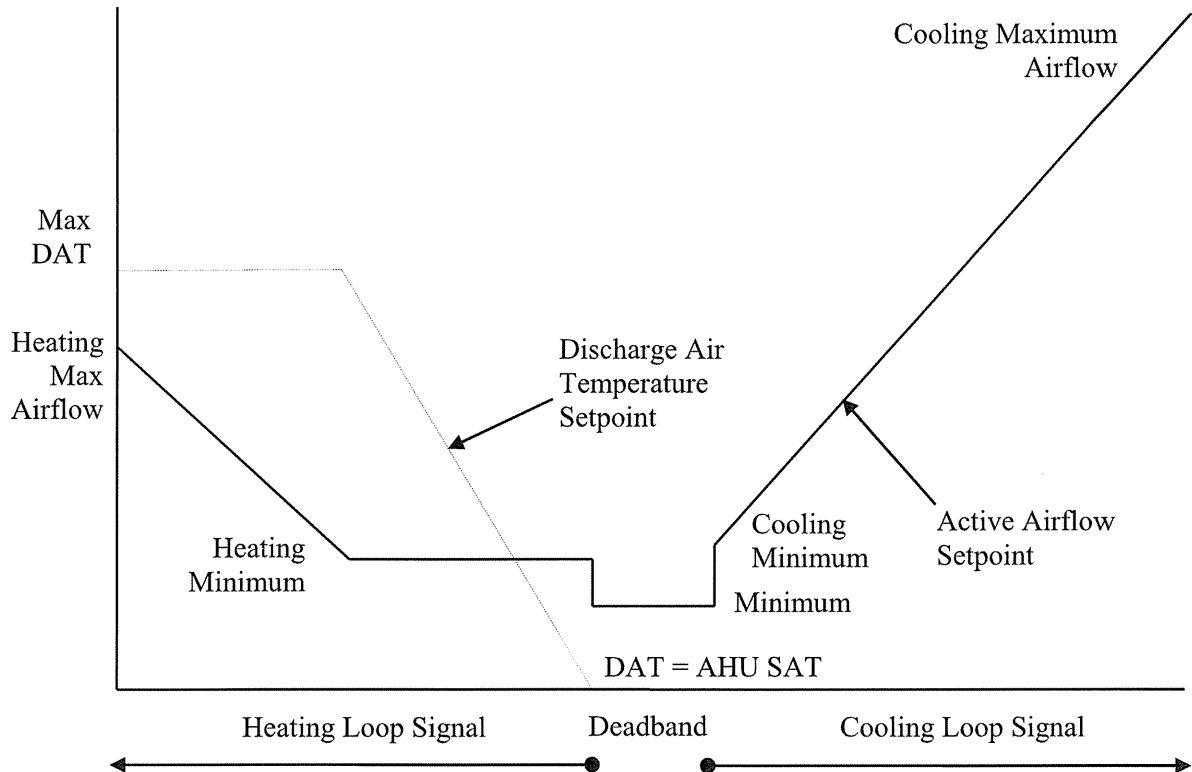 Cooling Maximum
Airflow
Max
DAT
Heating
Max
Airflow
Discharge Air
Temperature
Setpoint
Heating
Minimum
Cooling
Minimum
Active Airflow
Setpoint
Minimum
DAT = AHU SAT
Heating Loop Signal
Deadband
Cooling Loop Signal